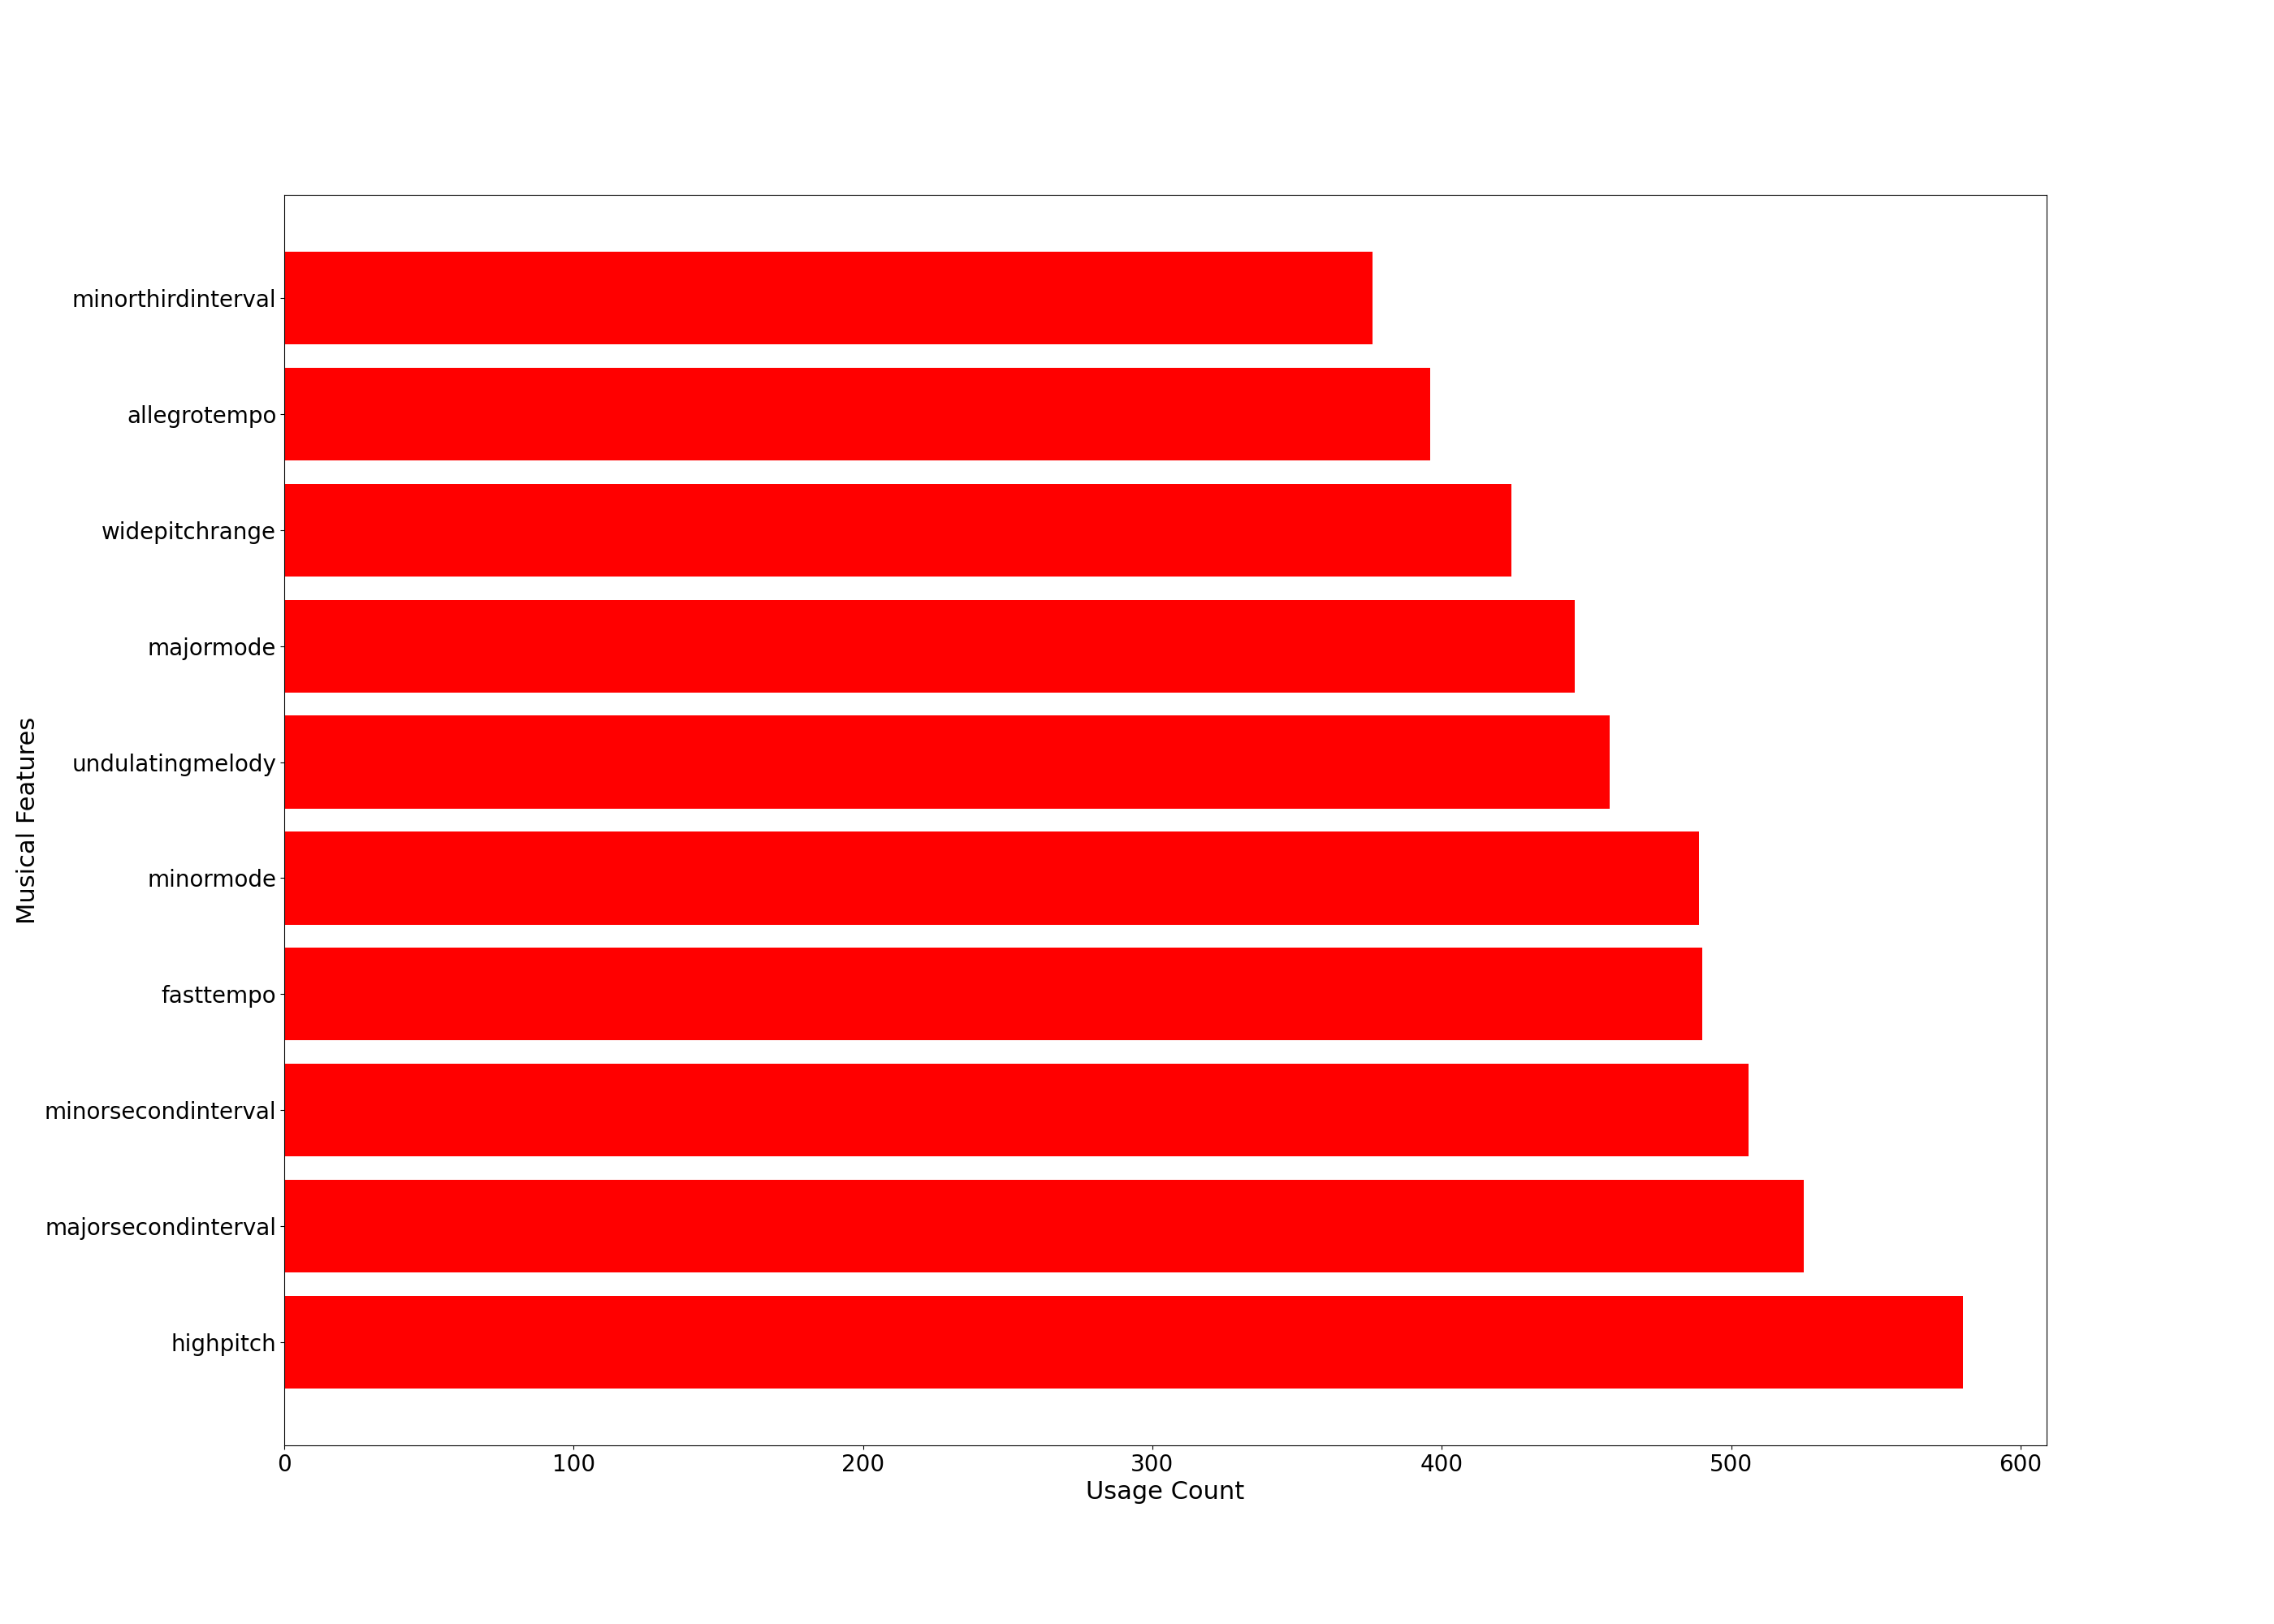 minorthirdinterval
allegrotempo
widepitchrange
majormode
undulatingmelody
minormode
fasttempo
minorsecondinterval
majorsecondinterval
highpitch
Musical Features
0 100 200 300 400 500 600
Usage Count